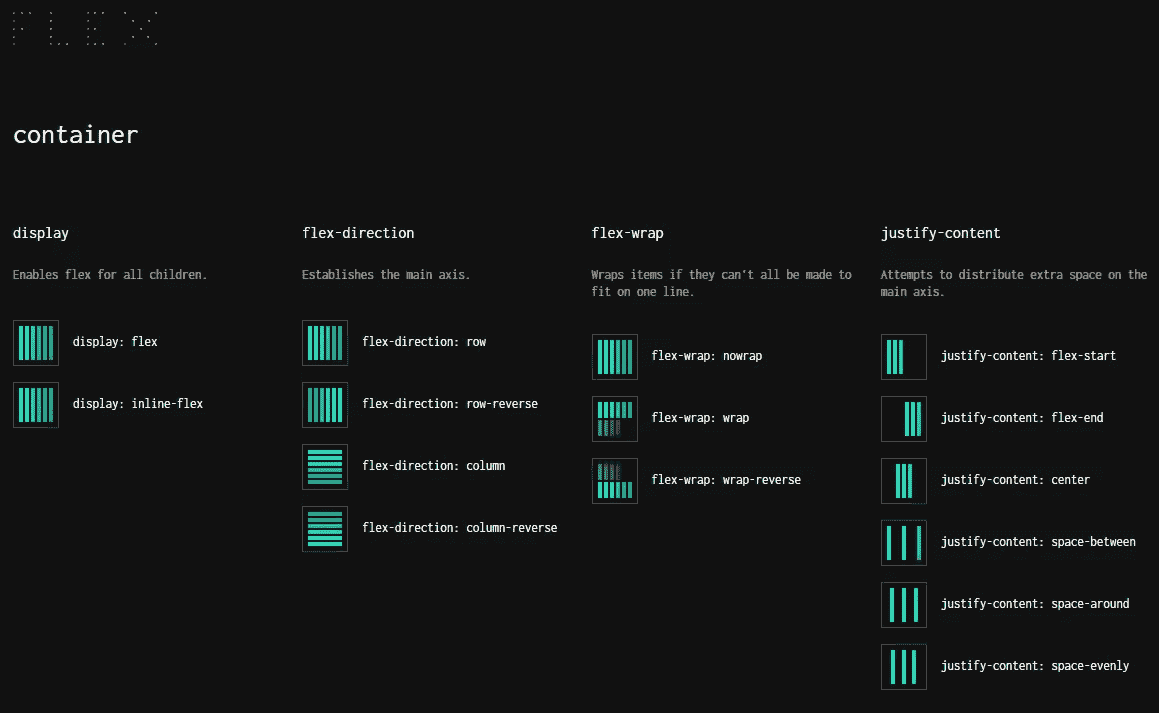 FLEX
container
display
Enables flex for all children.
display: flex
display: inline-flex
flex-direction
Establishes the main axis.
flex-direction: row
flex-direction: row-reverse
flex-direction: column
flex-direction: column-reverse
flex-wrap
Wraps items if they can't all be made to
fit on one line.
flex-wrap: nowrap
flex-wrap: wrap
flex-wrap: wrap-reverse
justify-content
Attempts to distribute extra space on the
main axis.
justify-content: flex-start
justify-content: flex-end
justify-content: center
justify-content: space-between
justify-content: space-around
justify-content: space-evenly